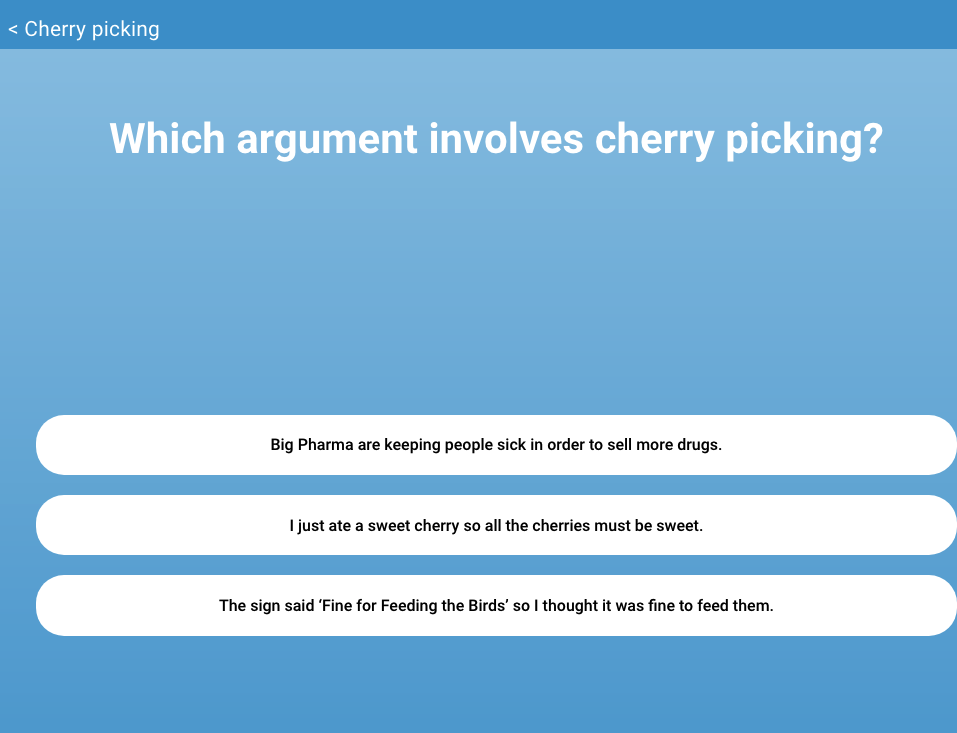 < Cherry picking
Which argument involves cherry picking?
Big Pharma are keeping people sick in order to sell more drugs.
I just ate a sweet cherry so all the cherries must be sweet.
The sign said ‘Fine for Feeding the Birds’ so I thought it was fine to feed them.